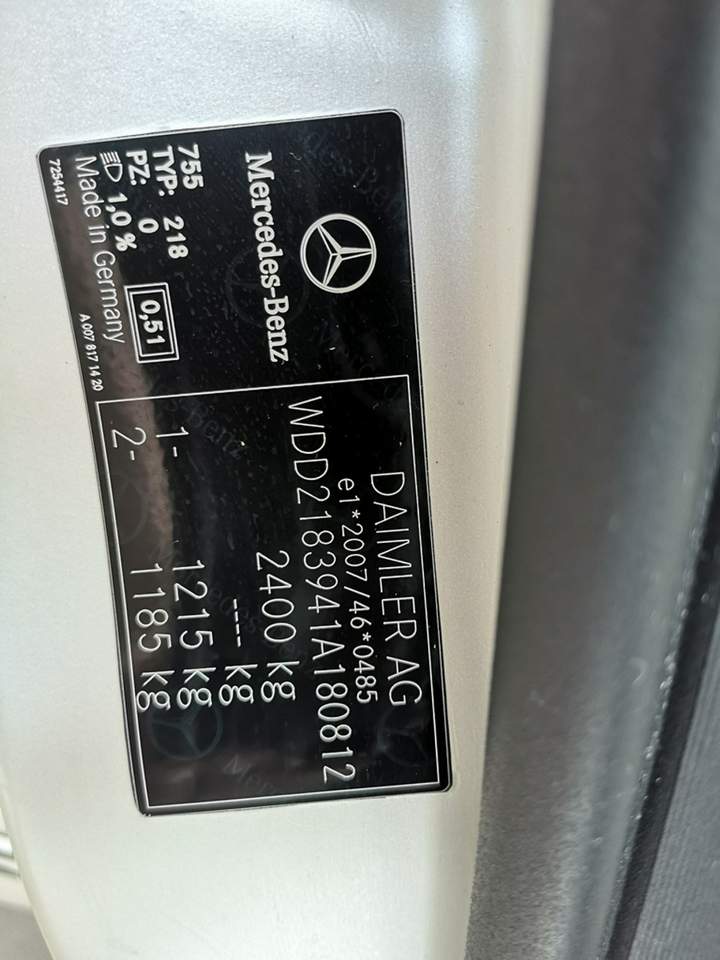 Mercedes-Benz
755
TYP: 218
PZ: 0
0,51
1,0 %
Made in Germany
7254417
A 007 817 14 20
DAIMLER AG
e1*2007/46*0485
WDD2183941A180812
2400 kg
---- kg
1- 1215 kg
2- 1185 kg